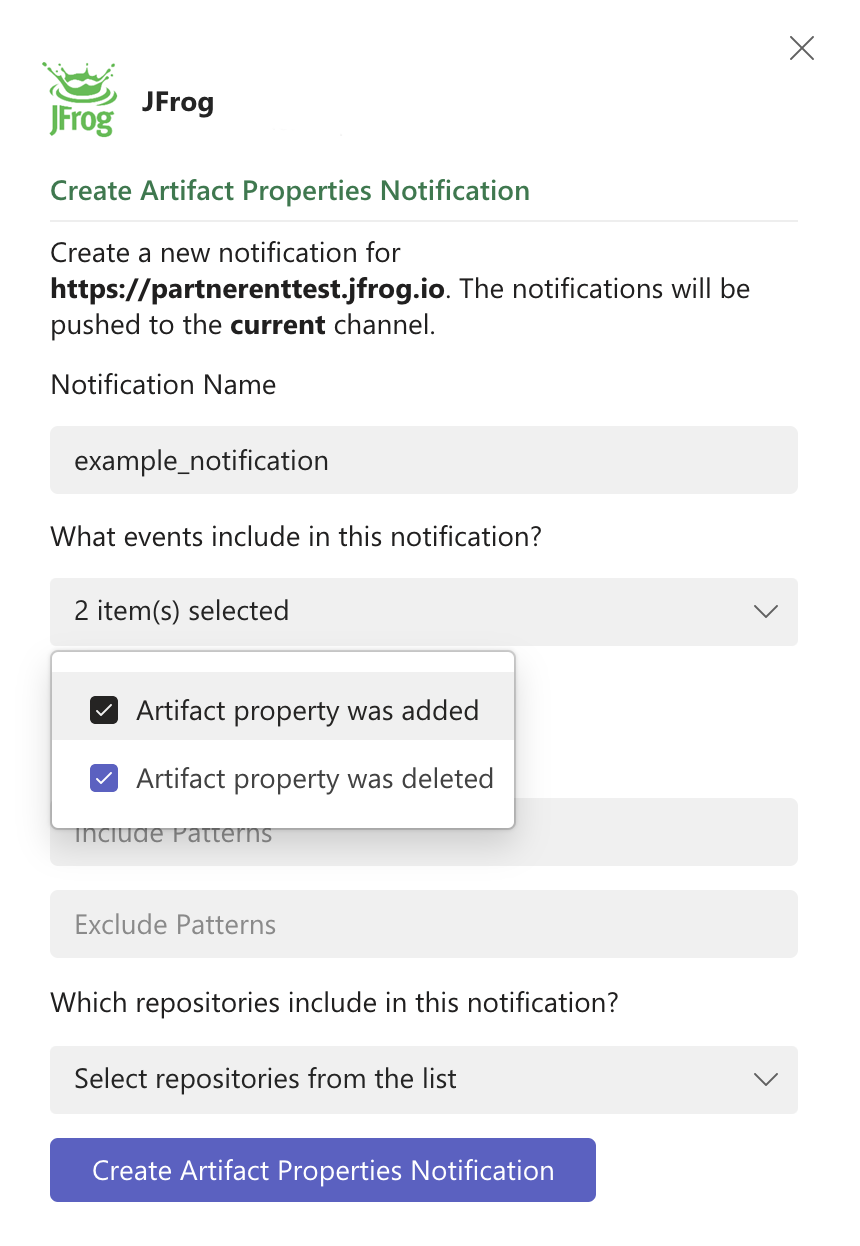 JFrog
JFrog
Create Artifact Properties Notification
Create a new notification for
https://partnerenttest.jfrog.io. The notifications will be
pushed to the current channel.
Notification Name
example_notification
What events include in this notification?
2 item(s) selected
Artifact property was added
Artifact property was deleted
Include Patterns
Exclude Patterns
Which repositories include in this notification?
Select repositories from the list
Create Artifact Properties Notification